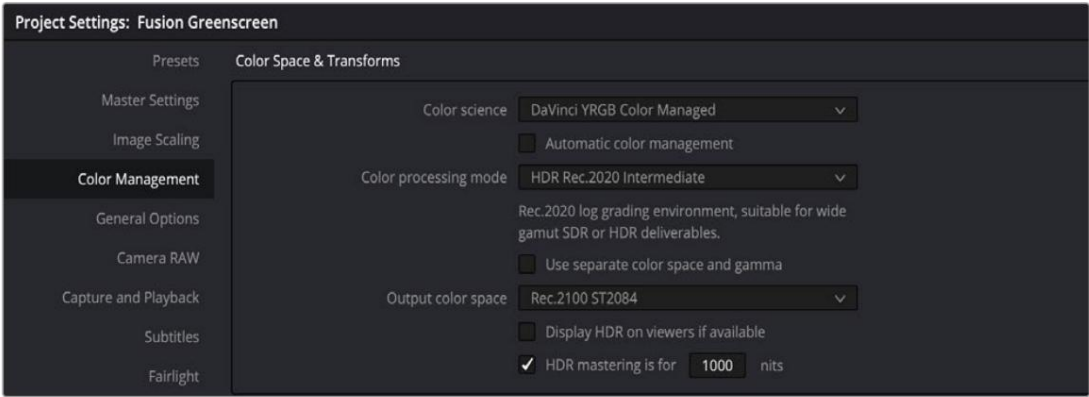 Project Settings: Fusion Greenscreen
Presets
Color Space & Transforms
Master Settings
Color science DaVinci YRGB Color Managed
Automatic color management
Image Scaling
Color Management
Color processing mode HDR Rec.2020 Intermediate
Rec.2020 log grading environment, suitable for wide
gamut SDR or HDR deliverables.
General Options
Camera RAW
Use separate color space and gamma
Capture and Playback
Output color space Rec.2100 ST2084
Display HDR on viewers if available
Subtitles
HDR mastering is for 1000 nits
Fairlight